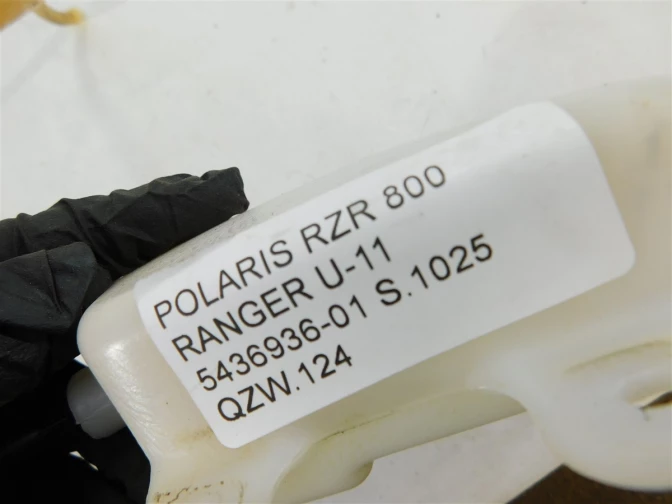 POLARIS RZR 800
RANGER U-11
5436936-01 S.1025
QZW.124